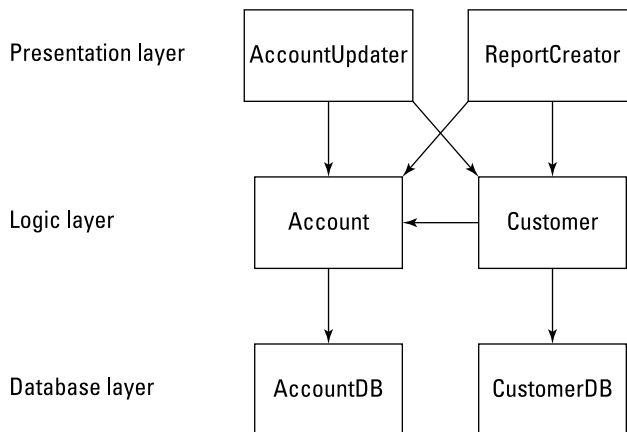 Presentation layer
AccountUpdater
ReportCreator
Logic layer
Account
Customer
Database layer
AccountDB
CustomerDB